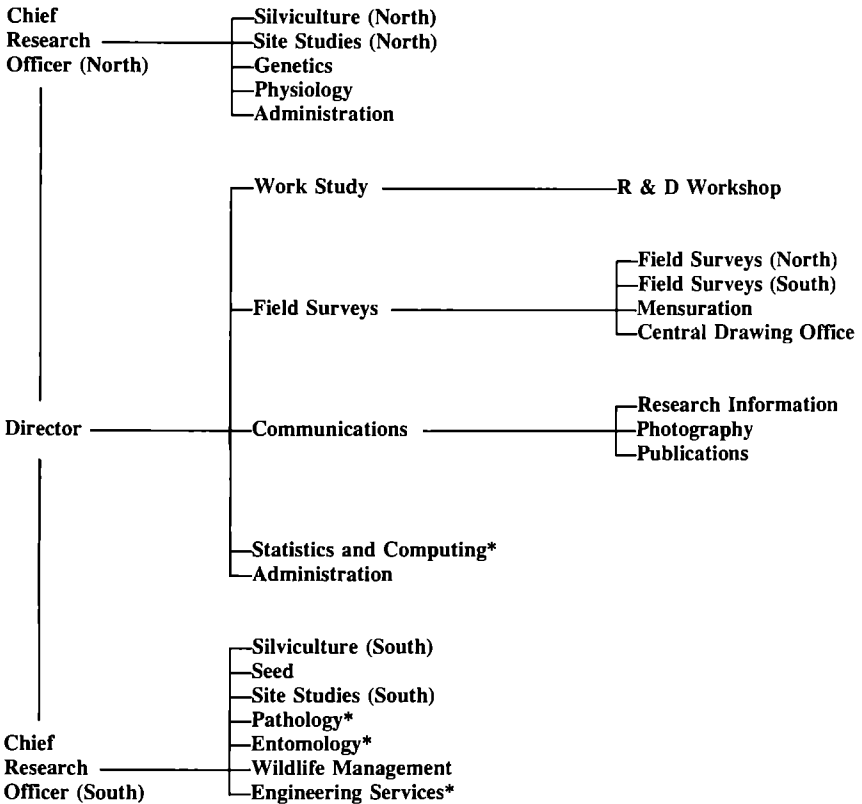 Chief
Research
Officer (North)
Silviculture (North)
Site Studies (North)
Genetics
Physiology
Administration
Work Study
R & D Workshop
Field Surveys
Field Surveys (North)
Field Surveys (South)
Mensuration
Central Drawing Office
Director
Communications
Research Information
Photography
Publications
Statistics and Computing*
Administration
Chief
Research
Officer (South)
Silviculture (South)
Seed
Site Studies (South)
Pathology*
Entomology*
Wildlife Management
Engineering Services*